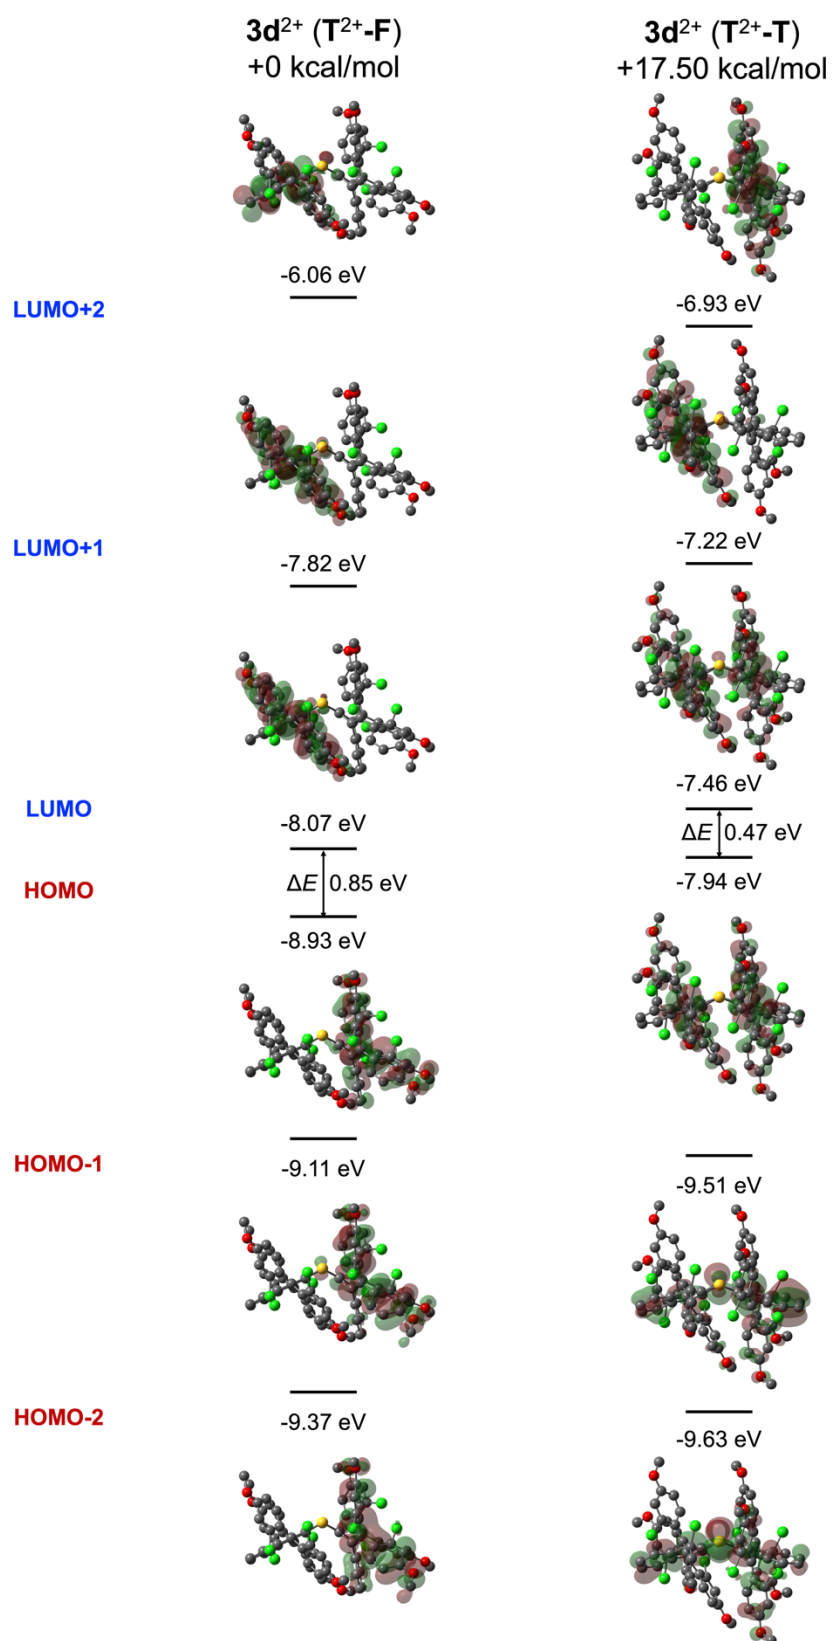 3d²⁺ (T²⁺-F)
+0 kcal/mol
3d²⁺ (T²⁺-T)
+17.50 kcal/mol
-6.06 eV
-6.93 eV
LUMO+2
-7.82 eV
-7.22 eV
LUMO+1
-8.07 eV
-7.46 eV
LUMO
ΔE 0.85 eV
ΔE 0.47 eV
HOMO
-8.93 eV
-7.94 eV
HOMO-1
-9.11 eV
-9.51 eV
HOMO-2
-9.37 eV
-9.63 eV